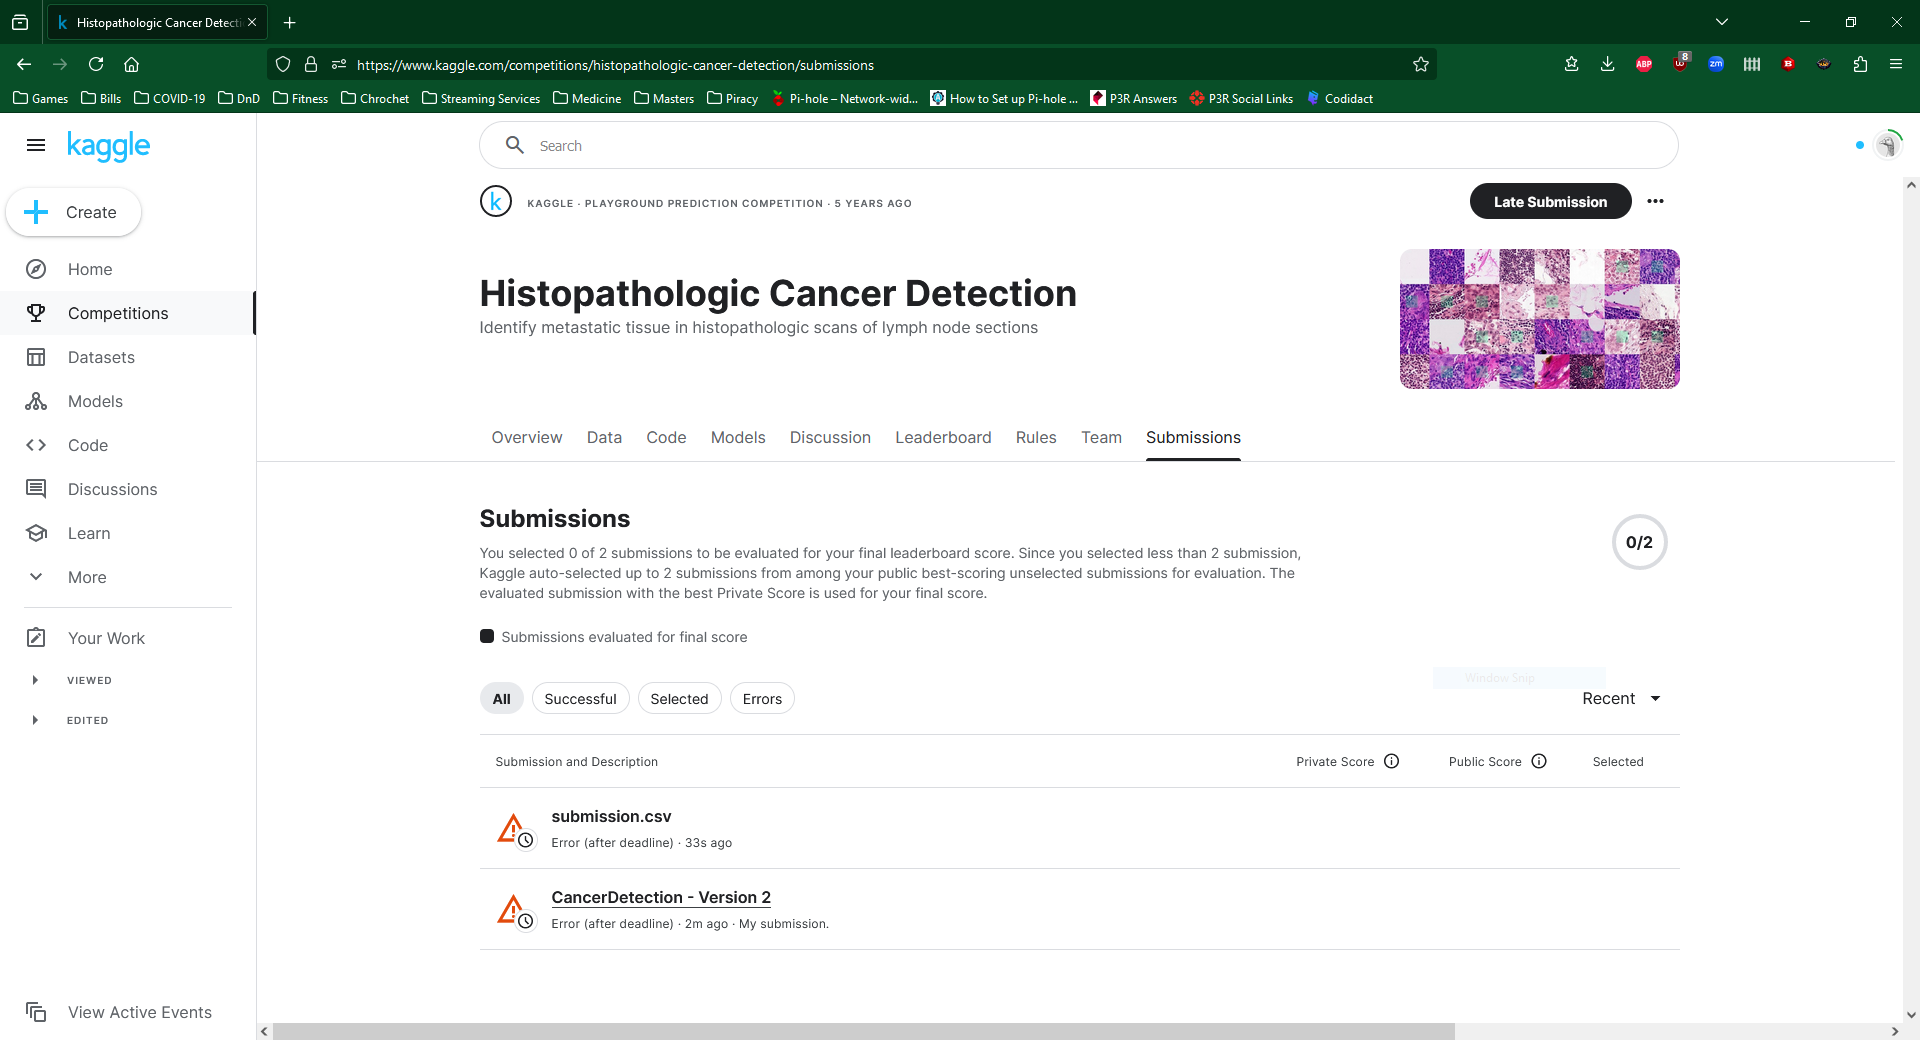 Histopathologic Cancer Detecti
https://www.kaggle.com/competitions/histopathologic-cancer-detection/submissions
ABP
8
zm
B
Games
Bills
COVID-19
DnD
Fitness
Chrochet
Streaming Services
Medicine
Masters
Piracy
Pi-hole – Network-wid...
How to Set up Pi-hole ...
P3R Answers
P3R Social Links
Codidact
kaggle
Search
Create
Home
Competitions
Datasets
Models
Code
Discussions
Learn
More
Your Work
VIEWED
EDITED
View Active Events
KAGGLE · PLAYGROUND PREDICTION COMPETITION · 5 YEARS AGO
Late Submission
Histopathologic Cancer Detection
Identify metastatic tissue in histopathologic scans of lymph node sections
Overview
Data
Code
Models
Discussion
Leaderboard
Rules
Team
Submissions
Submissions
You selected 0 of 2 submissions to be evaluated for your final leaderboard score. Since you selected less than 2 submission,
Kaggle auto-selected up to 2 submissions from among your public best-scoring unselected submissions for evaluation. The
evaluated submission with the best Private Score is used for your final score.
0/2
Submissions evaluated for final score
Window Snip
All
Successful
Selected
Errors
Recent
Submission and Description
Private Score
Public Score
Selected
submission.csv
Error (after deadline) · 33s ago
CancerDetection - Version 2
Error (after deadline) · 2m ago · My submission.